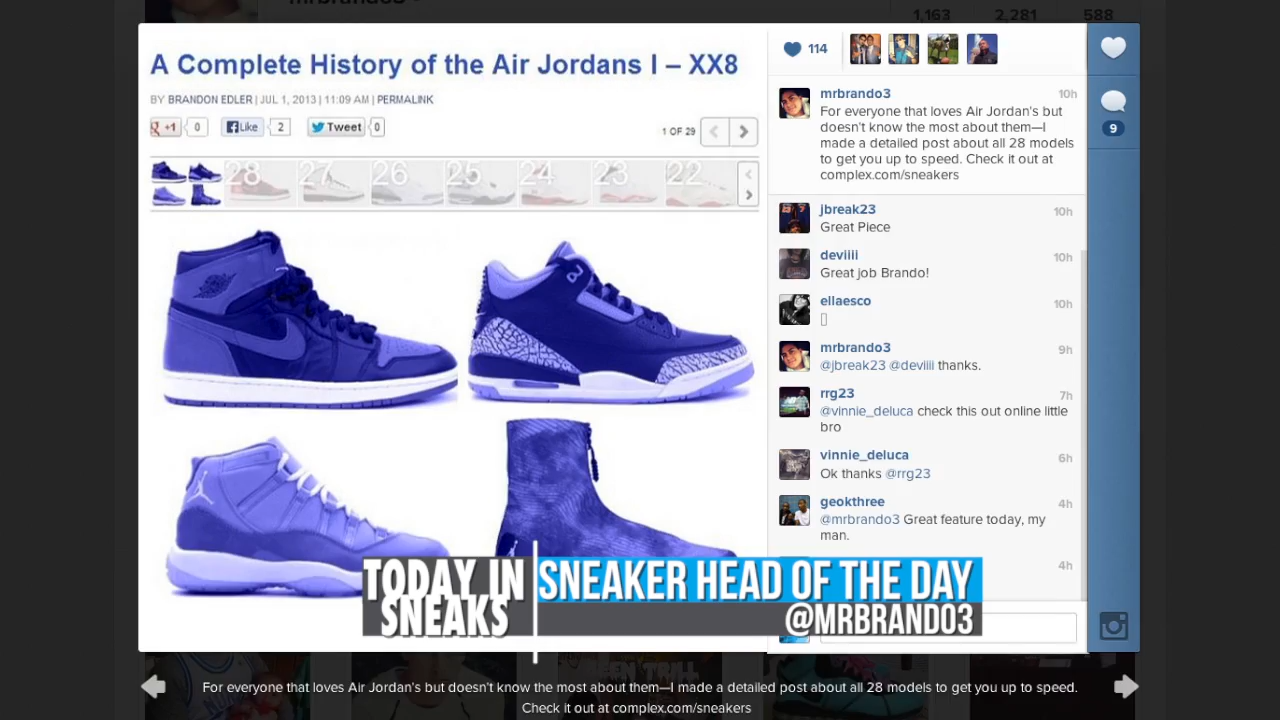 mrbrando3
1,163 2,281 588
A Complete History of the Air Jordans I – XX8
BY BRANDON EDLER | JUL 1, 2013 | 11:09 AM | PERMALINK
+1 0 Like 2 Tweet 0
1 OF 29
28 27 26 25 24 23 22
114
mrbrando3 10h
For everyone that loves Air Jordan's but
doesn't know the most about them—I
made a detailed post about all 28 models
to get you up to speed. Check it out at
complex.com/sneakers
9
jbreak23 10h
Great Piece
deviiii 10h
Great job Brando!
ellaesco 10h
mrbrando3 9h
@jbreak23 @deviiii thanks.
rrg23 7h
@vinnie_deluca check this out online little
bro
vinnie_deluca 6h
Ok thanks @rrg23
geokthree 4h
@mrbrando3 Great feature today, my
man.
4h
TODAY IN
SNEAKS
SNEAKER HEAD OF THE DAY
@MRBRANDO3
For everyone that loves Air Jordan's but doesn't know the most about them—I made a detailed post about all 28 models to get you up to speed.
Check it out at complex.com/sneakers